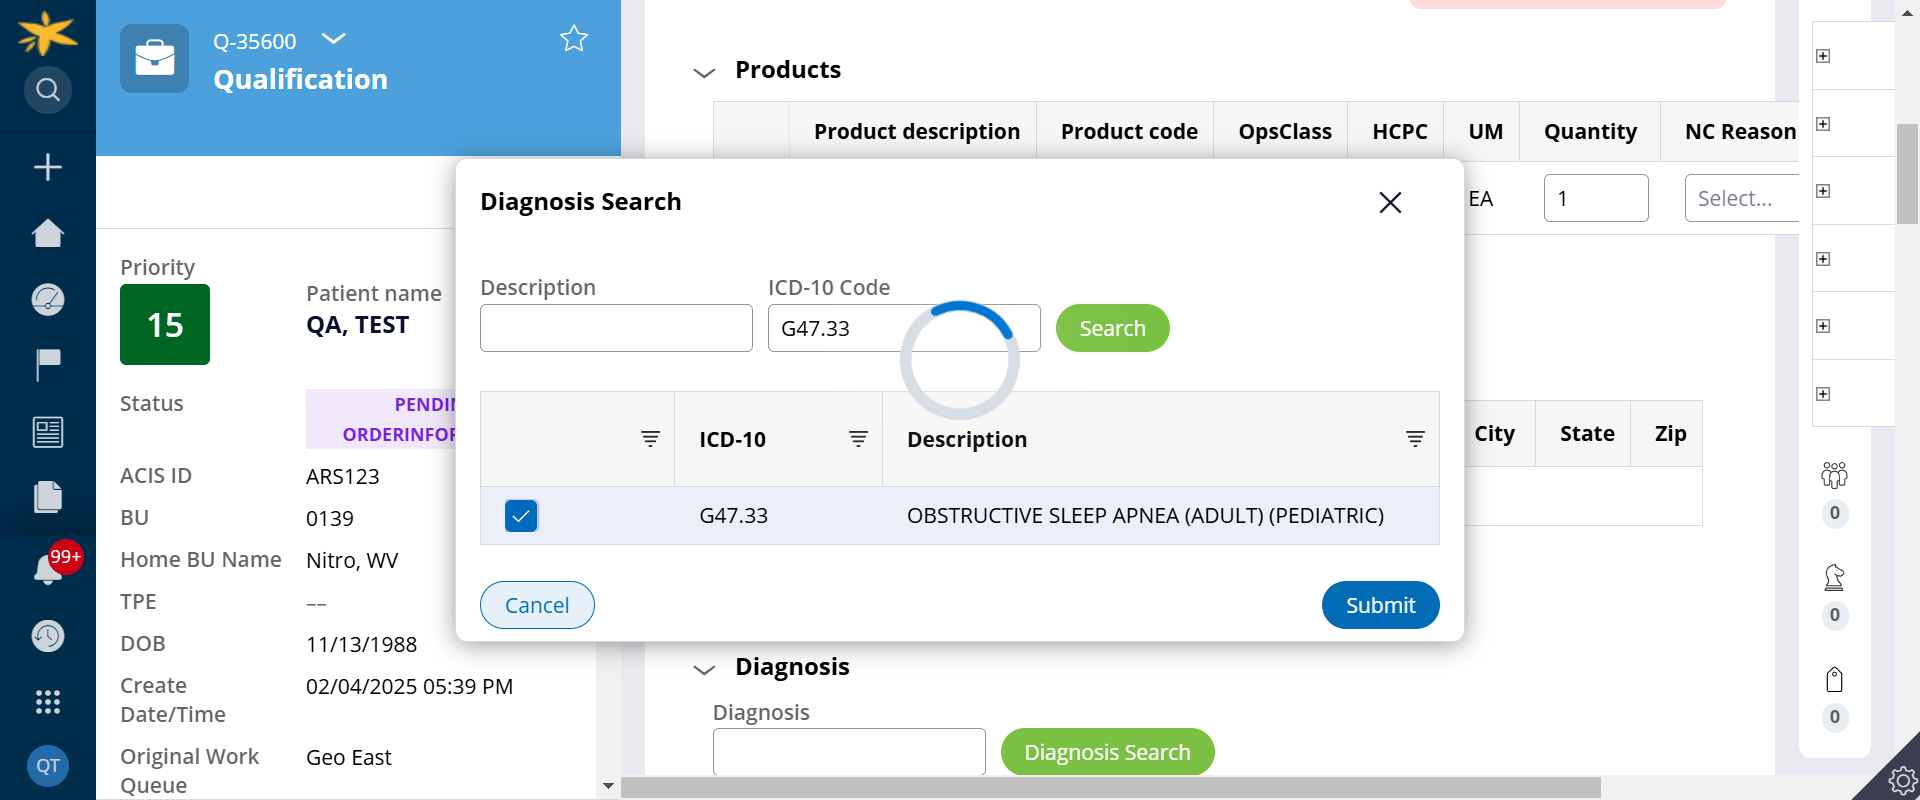 Q-35600
Qualification
Priority
15
Patient name
QA, TEST
Status
PENDIN
ORDERINFOR
ACIS ID
ARS123
BU
0139
Home BU Name
Nitro, WV
TPE
--
DOB
11/13/1988
Create
Date/Time
02/04/2025 05:39 PM
Original Work
Queue
Geo East
99+
QT
Products
Product description
Product code
OpsClass
HCPC
UM
Quantity
NC Reason
EA
1
Select...
Diagnosis Search
Description
ICD-10 Code
G47.33
Search
ICD-10
Description
G47.33
OBSTRUCTIVE SLEEP APNEA (ADULT) (PEDIATRIC)
Cancel
Submit
City
State
Zip
Diagnosis
Diagnosis
Diagnosis Search
0
0
0